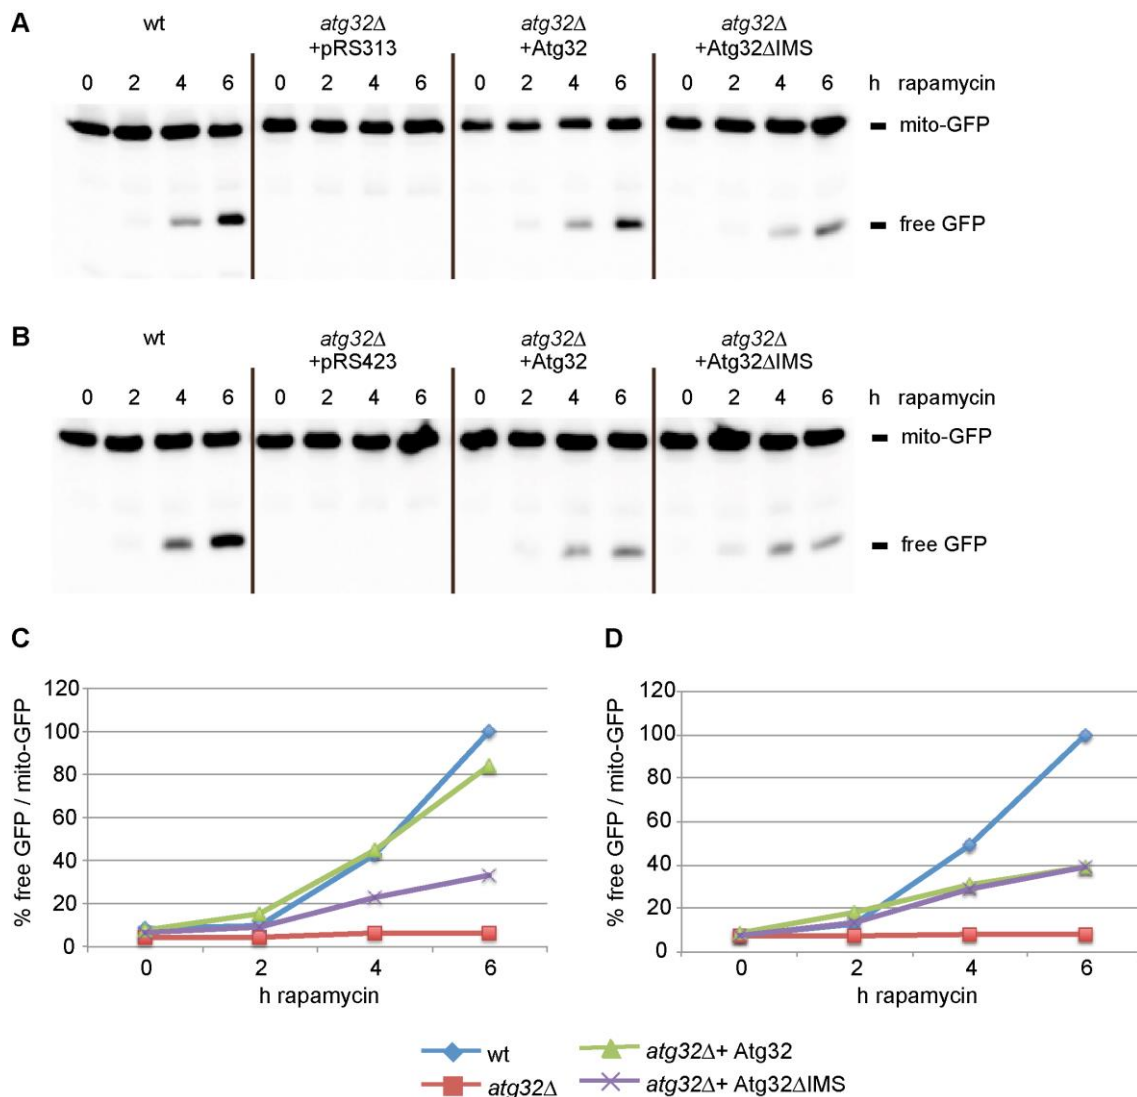 A
wt atg32Δ atg32Δ atg32Δ
+pRS313 +Atg32 +Atg32ΔIMS
0 2 4 6 0 2 4 6 0 2 4 6 0 2 4 6 h rapamycin
mito-GFP
free GFP
B
wt atg32Δ atg32Δ atg32Δ
+pRS423 +Atg32 +Atg32ΔIMS
0 2 4 6 0 2 4 6 0 2 4 6 0 2 4 6 h rapamycin
mito-GFP
free GFP
C
% free GFP / mito-GFP
120
100
80
60
40
20
0
0 2 4 6
h rapamycin
D
% free GFP / mito-GFP
120
100
80
60
40
20
0
0 2 4 6
h rapamycin
wt
atg32Δ
atg32Δ+ Atg32
atg32Δ+ Atg32ΔIMS